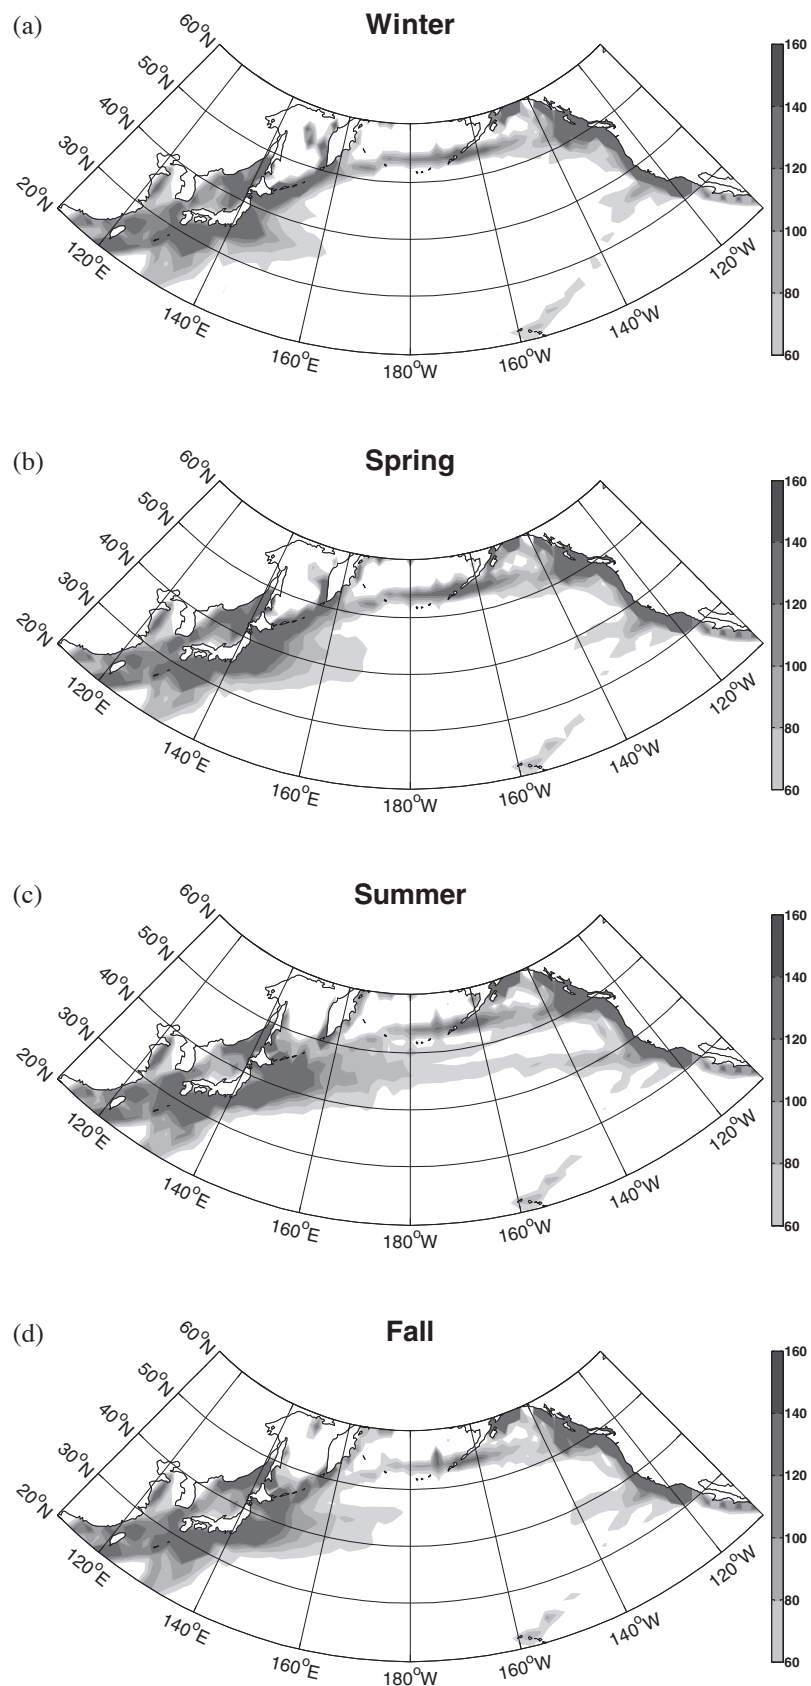 (a)
Winter
60°N
50°N
40°N
30°N
20°N
120°E
140°E
160°E
180°W
160°W
140°W
120°W
160
140
120
100
80
60
(b)
Spring
60°N
50°N
40°N
30°N
20°N
120°E
140°E
160°E
180°W
160°W
140°W
120°W
160
140
120
100
80
60
(c)
Summer
60°N
50°N
40°N
30°N
20°N
120°E
140°E
160°E
180°W
160°W
140°W
120°W
160
140
120
100
80
60
(d)
Fall
60°N
50°N
40°N
30°N
20°N
120°E
140°E
160°E
180°W
160°W
140°W
120°W
160
140
120
100
80
60